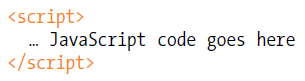 <script>
… JavaScript code goes here
</script>